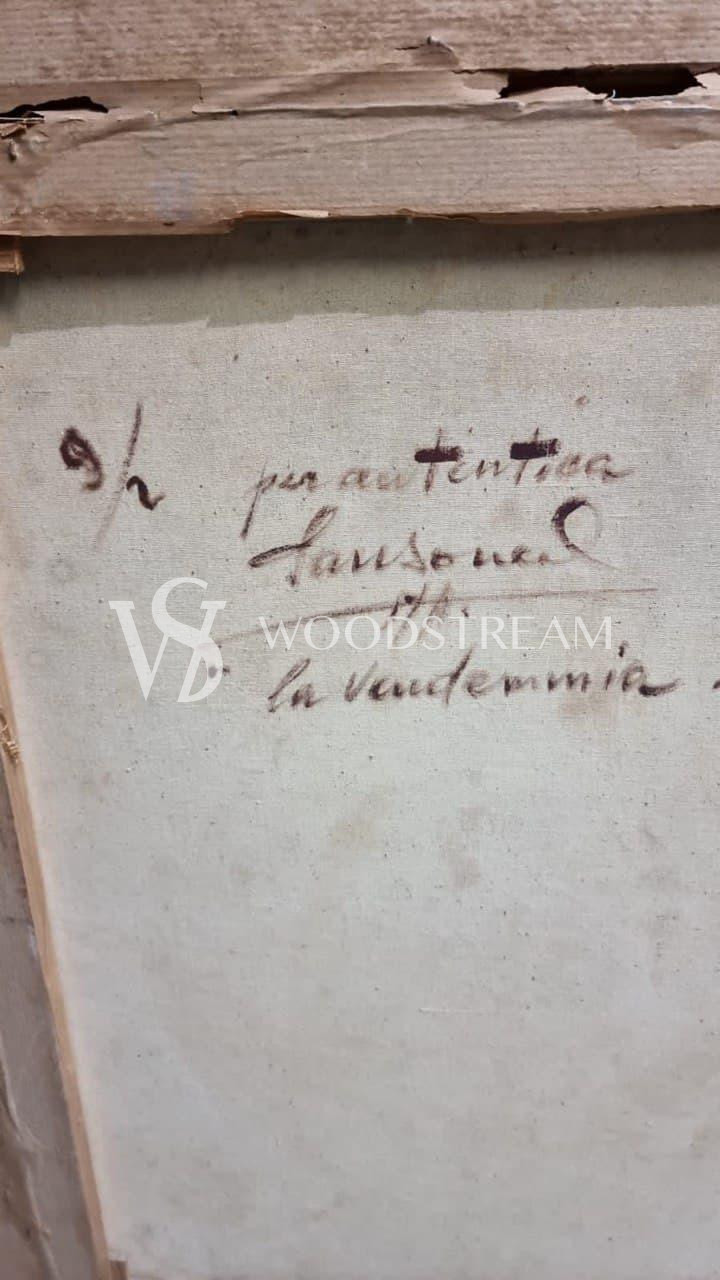 9/2 per autentica
Sansone
WOODSTREAM
la Vendemmia